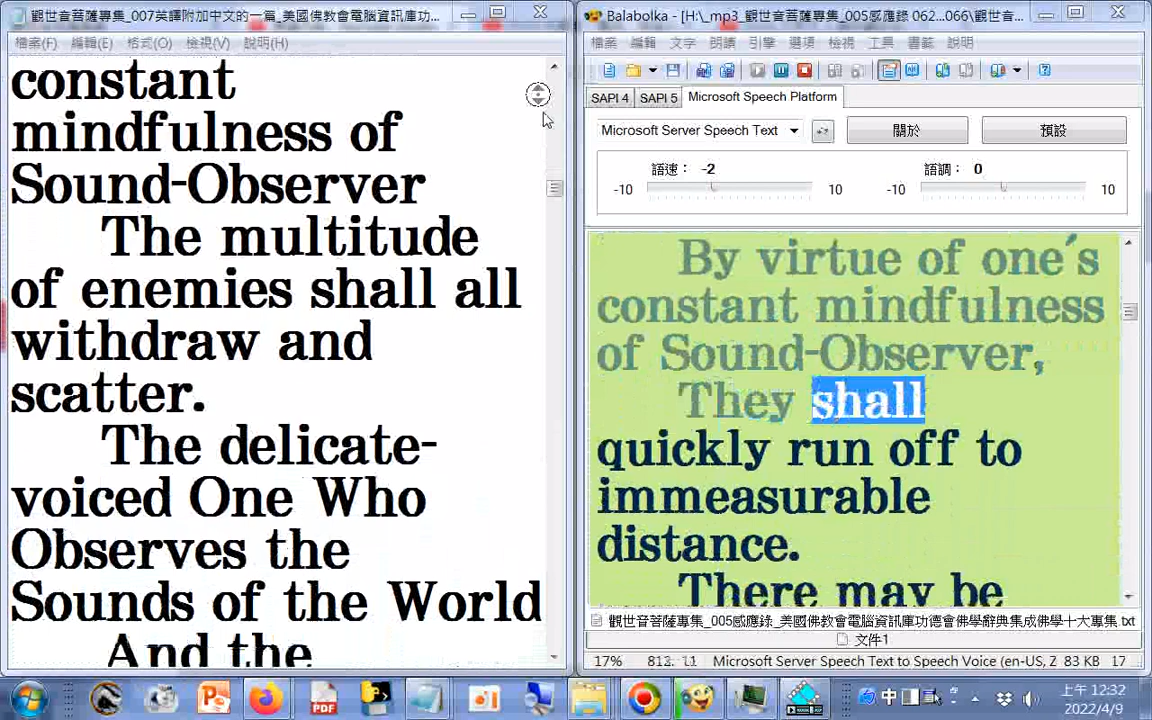 觀世音菩薩專集_007英譯附加中文的一篇_美國佛教會電腦資訊庫功...
檔案(F) 編輯(E) 格式(O) 檢視(V) 說明(H)
constant
mindfulness of
Sound-Observer
The multitude
of enemies shall all
withdraw and
scatter.
The delicate-
voiced One Who
Observes the
Sounds of the World
And the
Balabolka - [H:\_mp3_觀世音菩薩專集_005感應錄 062...066\觀世音...
檔案 編輯 文字 朗讀 引擎 選項 檢視 工具 書籤 說明
SAPI 4 SAPI 5 Microsoft Speech Platform
Microsoft Server Speech Text 關於 預設
語速： -2 語調： 0
-10 10 -10 10
By virtue of one's
constant mindfulness
of Sound-Observer,
They shall
quickly run off to
immeasurable
distance.
There may be
觀世音菩薩專集_005感應錄_美國佛教會電腦資訊庫功德會佛學辭典集成佛學十大專集 txt
文件1
17% 812: 11 Microsoft Server Speech Text to Speech Voice (en-US, Z 83 KB 17
中 上午 12:32
2022/4/9